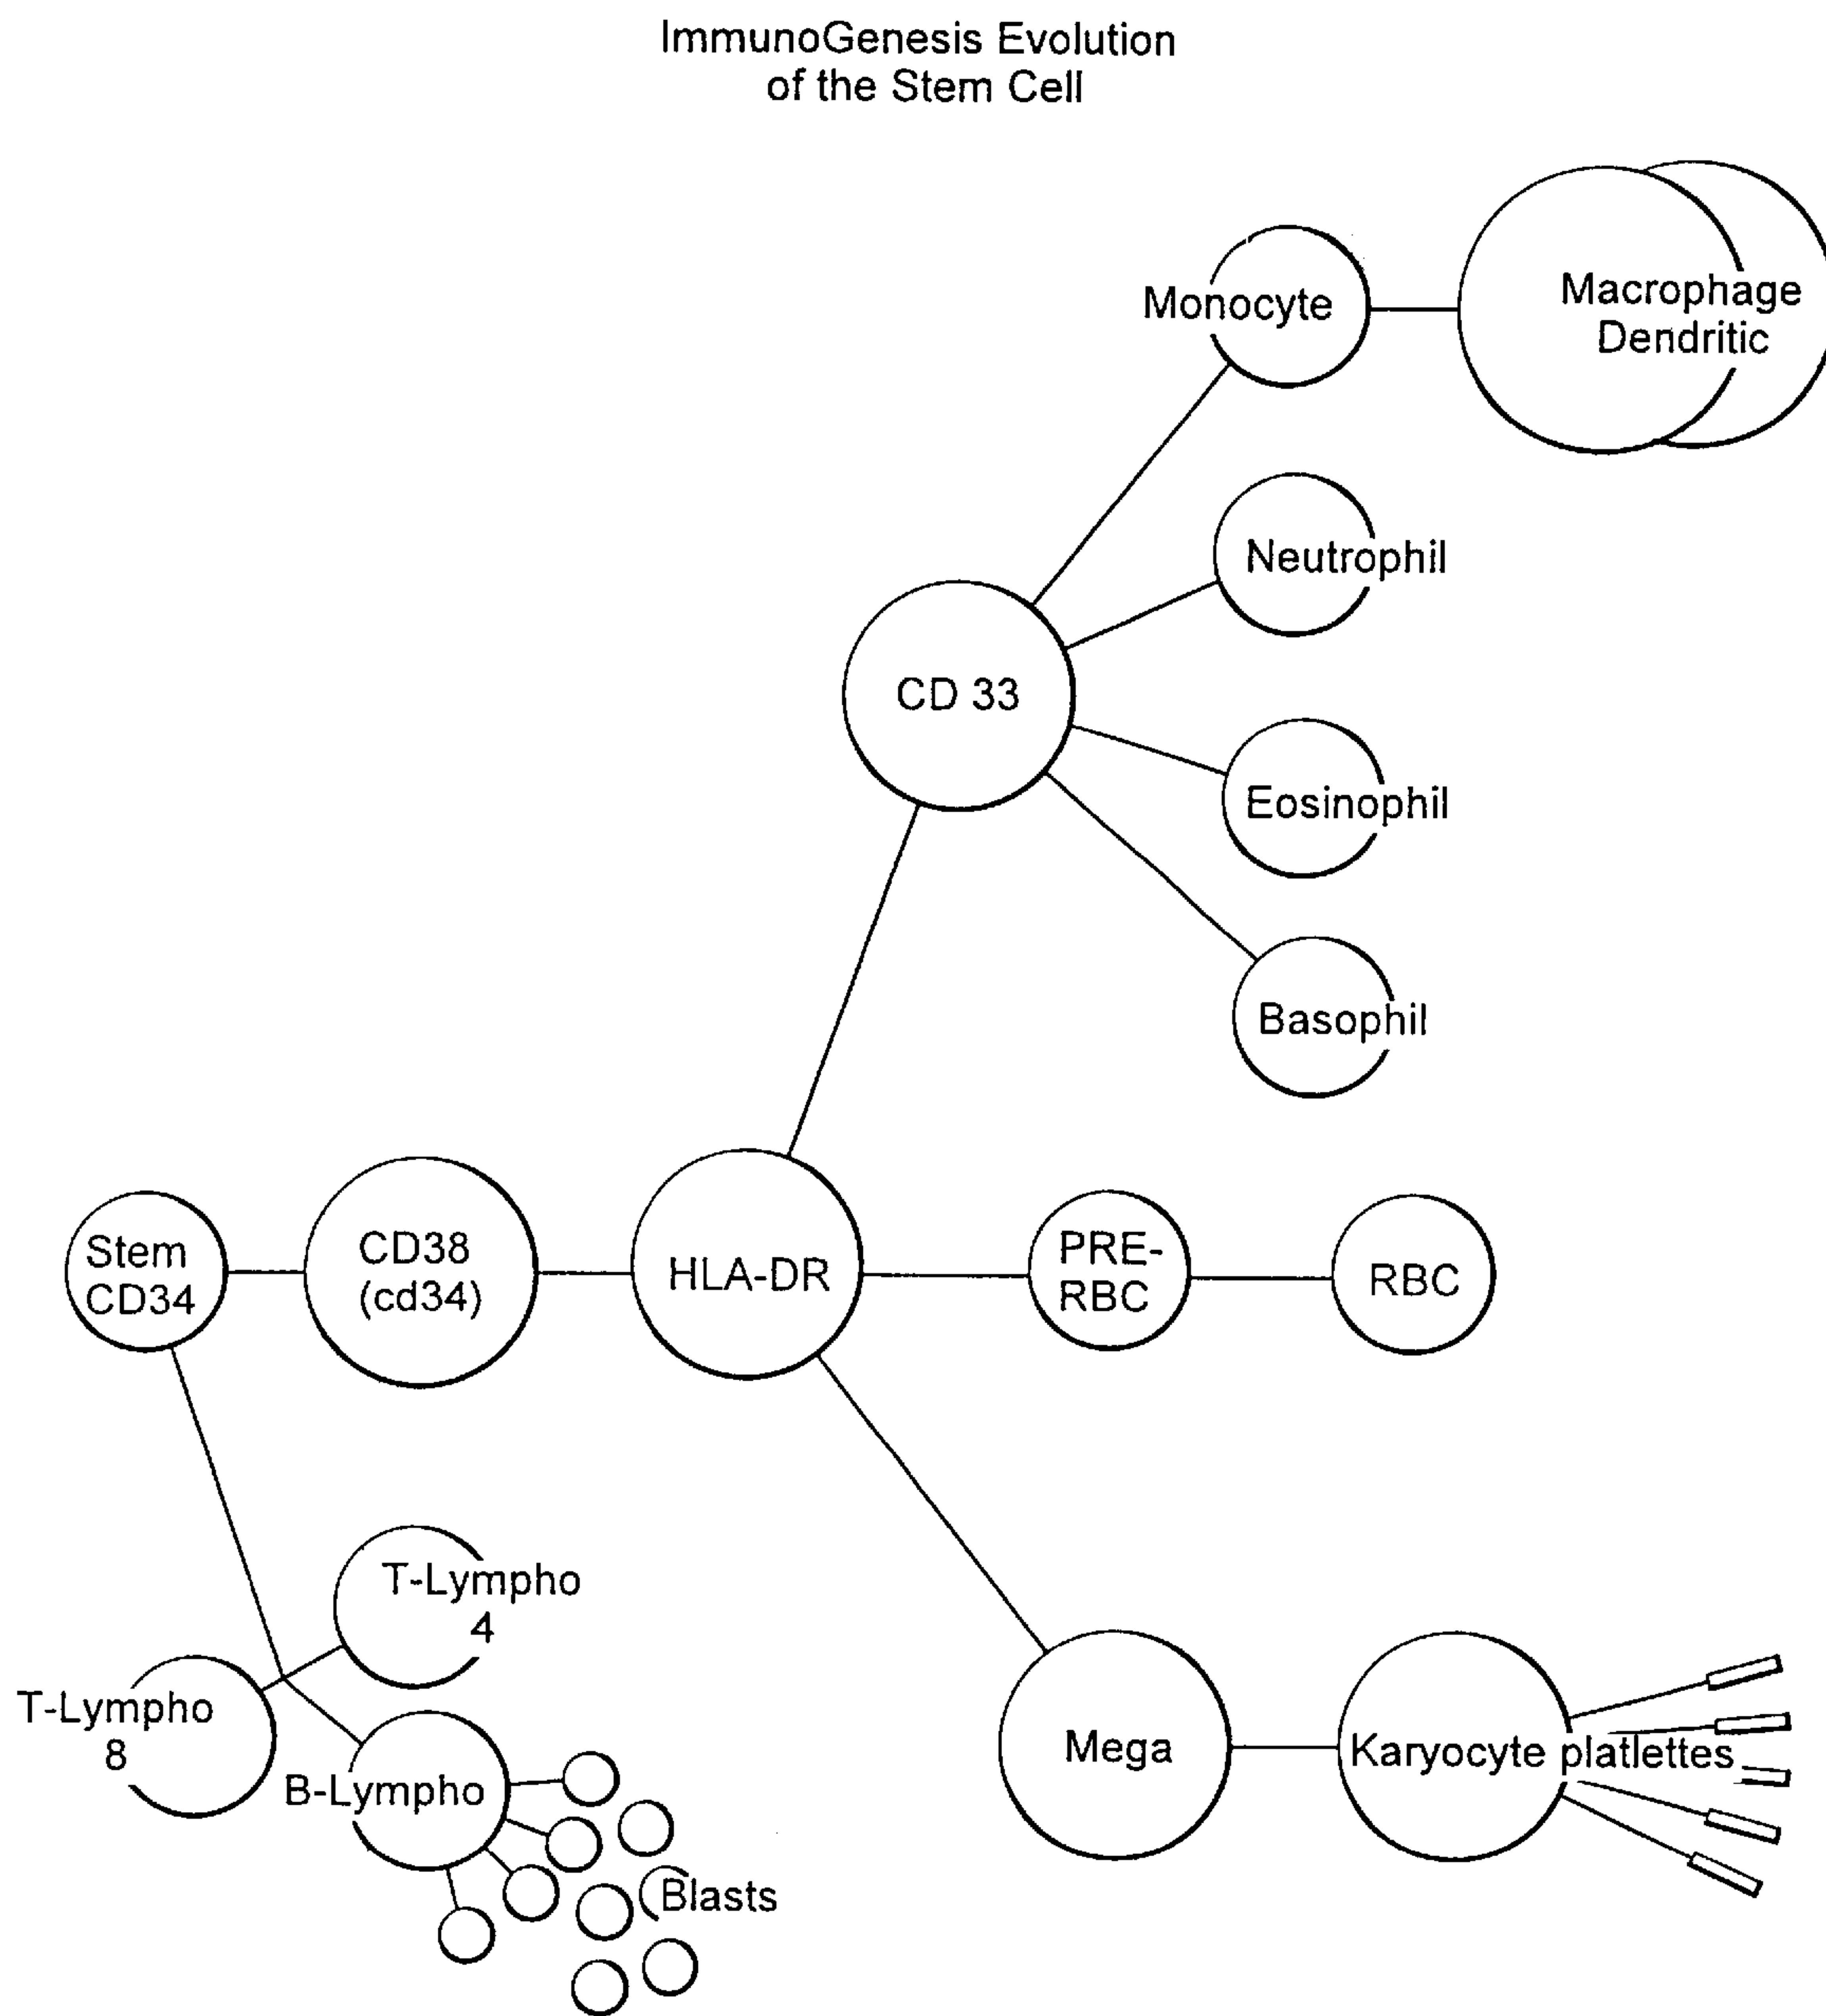 ImmunoGenesis Evolution
of the Stem Cell
Monocyte
Macrophage
Dendritic
Neutrophil
CD 33
Eosinophil
Basophil
Stem
CD34
CD38
(cd34)
HLA-DR
PRE-
RBC
RBC
T-Lympho
4
T-Lympho
8
B-Lympho
Blasts
Mega
Karyocyte platlettes